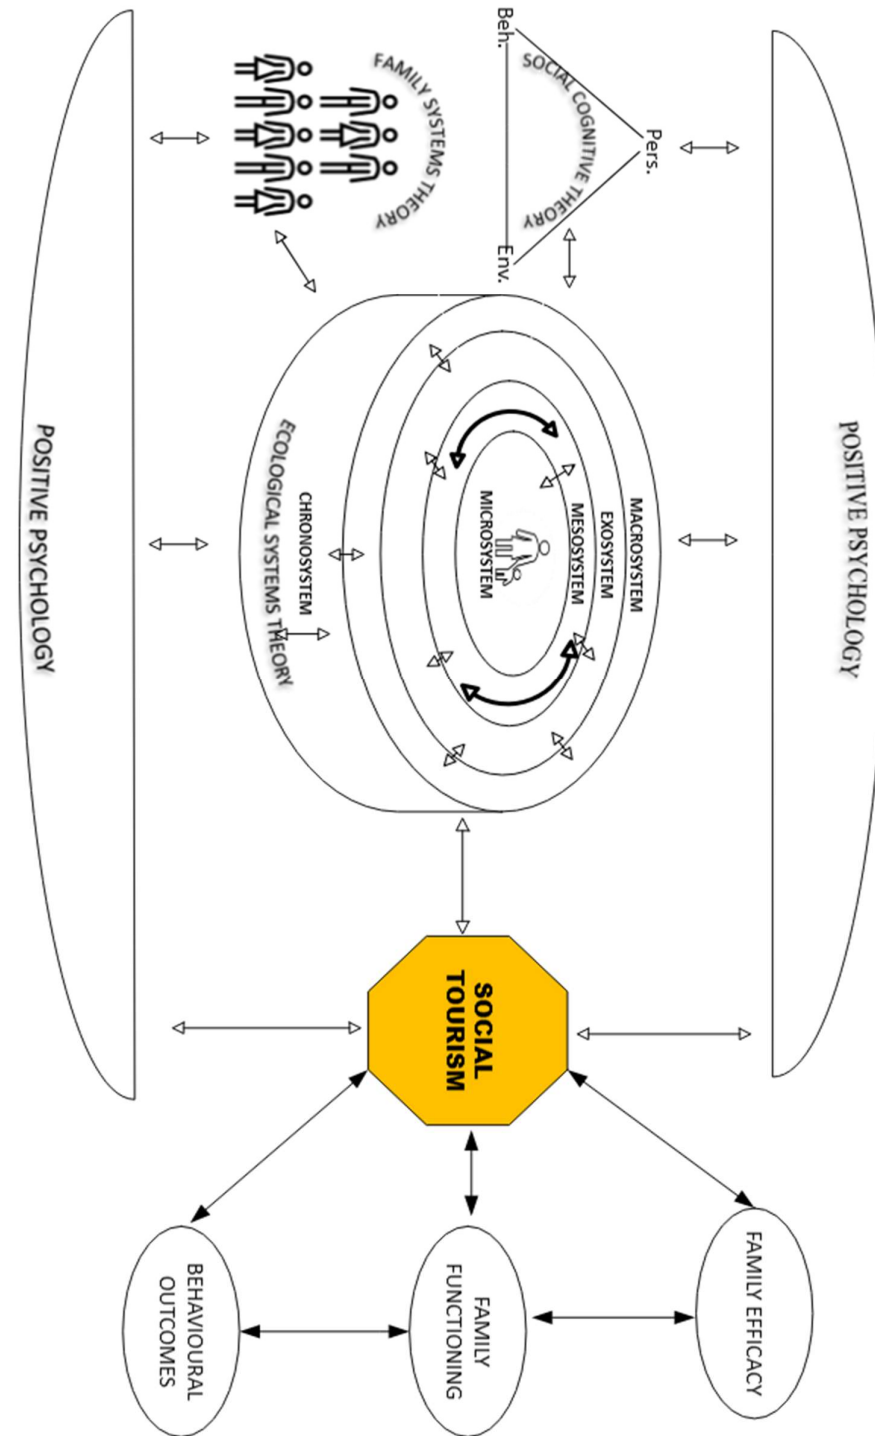 POSITIVE PSYCHOLOGY
Pers.
SOCIAL COGNITIVE THEORY
Beh.
Env.
FAMILY SYSTEMS THEORY
MACROSYSTEM
EXOSYSTEM
MESOSYSTEM
MICROSYSTEM
CHRONOSYSTEM
ECOLOGICAL SYSTEMS THEORY
SOCIAL
TOURISM
FAMILY EFFICACY
FAMILY
FUNCTIONING
BEHAVIOURAL
OUTCOMES
POSITIVE PSYCHOLOGY